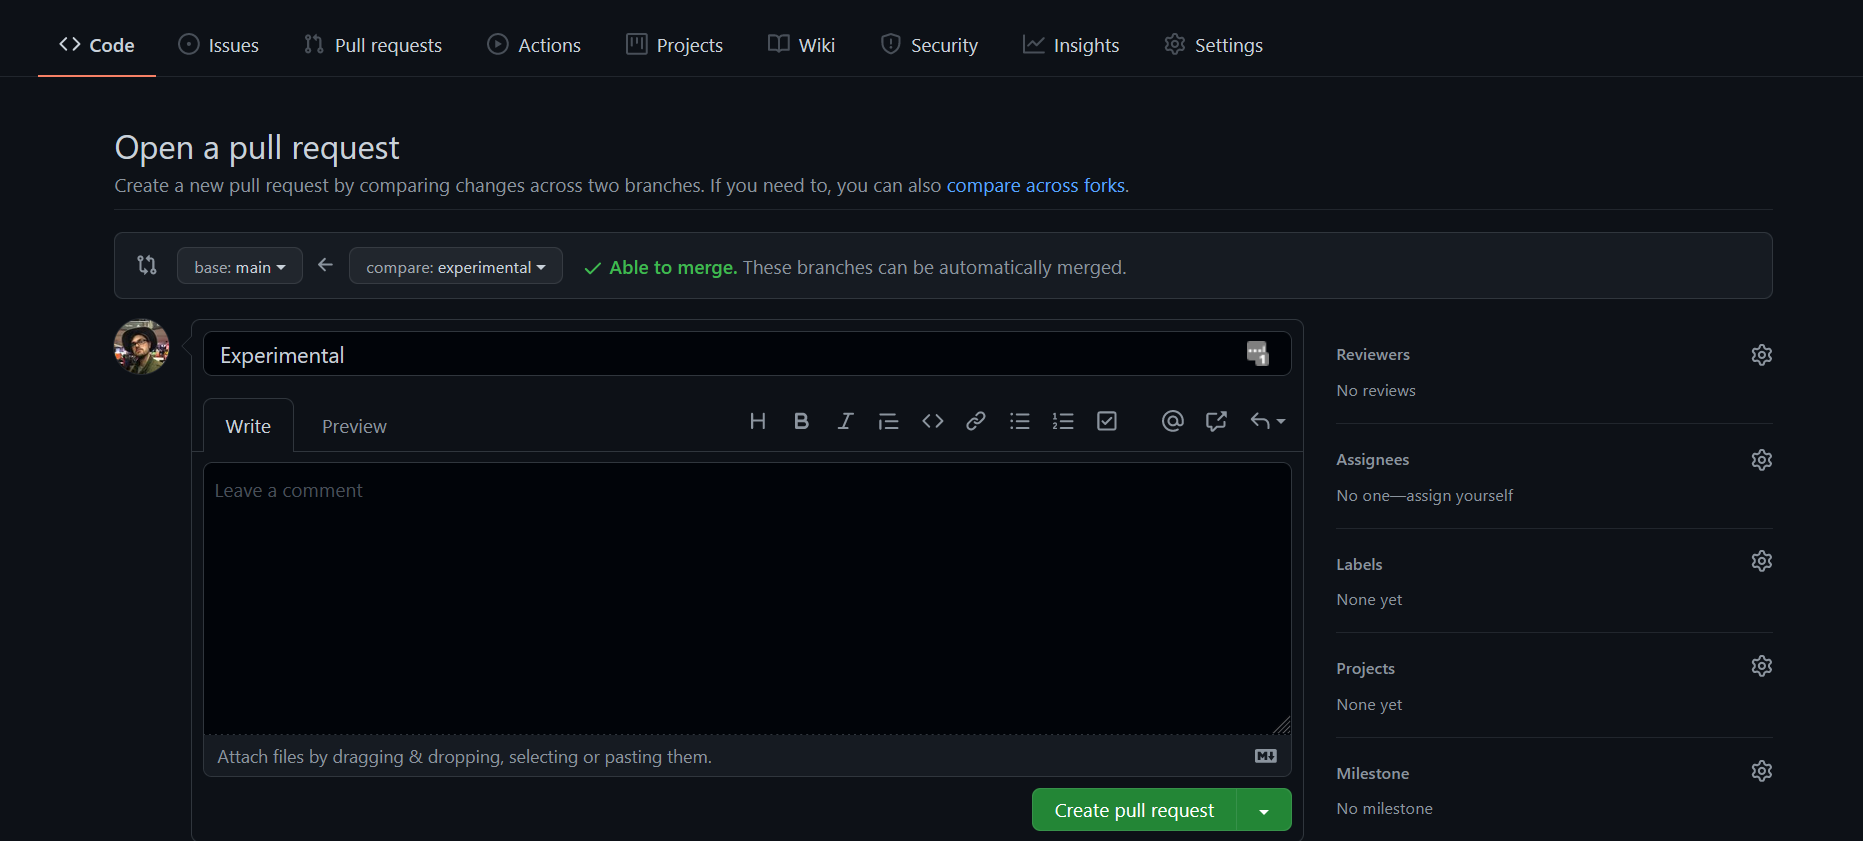 Code Issues Pull requests Actions Projects Wiki Security Insights Settings
Open a pull request
Create a new pull request by comparing changes across two branches. If you need to, you can also compare across forks.
base: main compare: experimental Able to merge. These branches can be automatically merged.
Experimental
1
Write Preview
H B I
Leave a comment
Attach files by dragging & dropping, selecting or pasting them.
M
Create pull request
Reviewers
No reviews
Assignees
No one—assign yourself
Labels
None yet
Projects
None yet
Milestone
No milestone